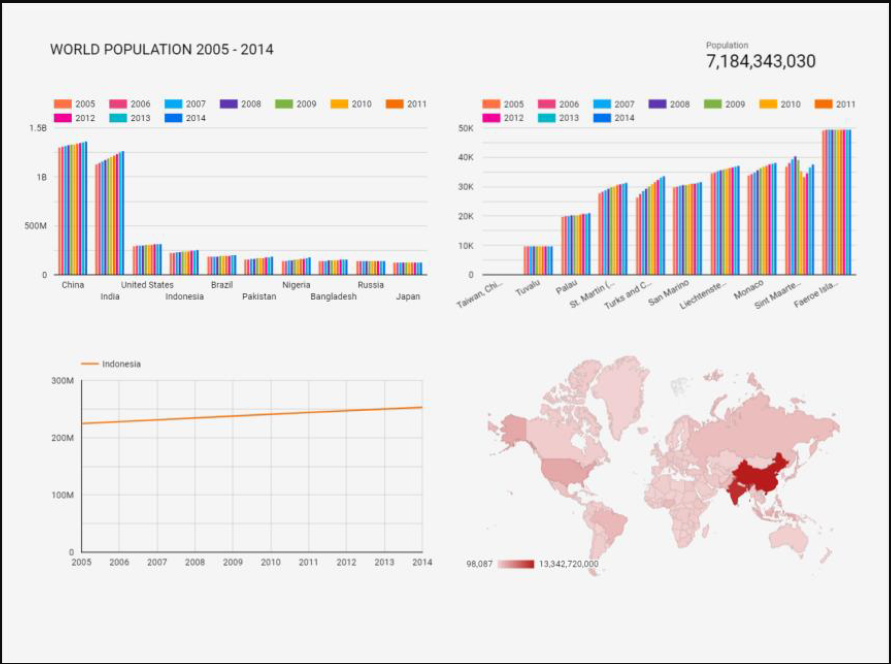 WORLD POPULATION 2005 - 2014
Population
7,184,343,030
2005 2006 2007 2008 2009 2010 2011
2012 2013 2014
1.5B
1B
500M
0
China United States Brazil Nigeria Russia
India Indonesia Pakistan Bangladesh Japan
2005 2006 2007 2008 2009 2010 2011
2012 2013 2014
50K
40K
30K
20K
10K
0
Taiwan, Chi... Tuvalu Palau St. Martin (... Turks and C... San Marino Liechtenste... Monaco Sint Maarte... Faeroe Isla...
Indonesia
300M
200M
100M
0
2005 2006 2007 2008 2009 2010 2011 2012 2013 2014
98,087 13,342,720,000